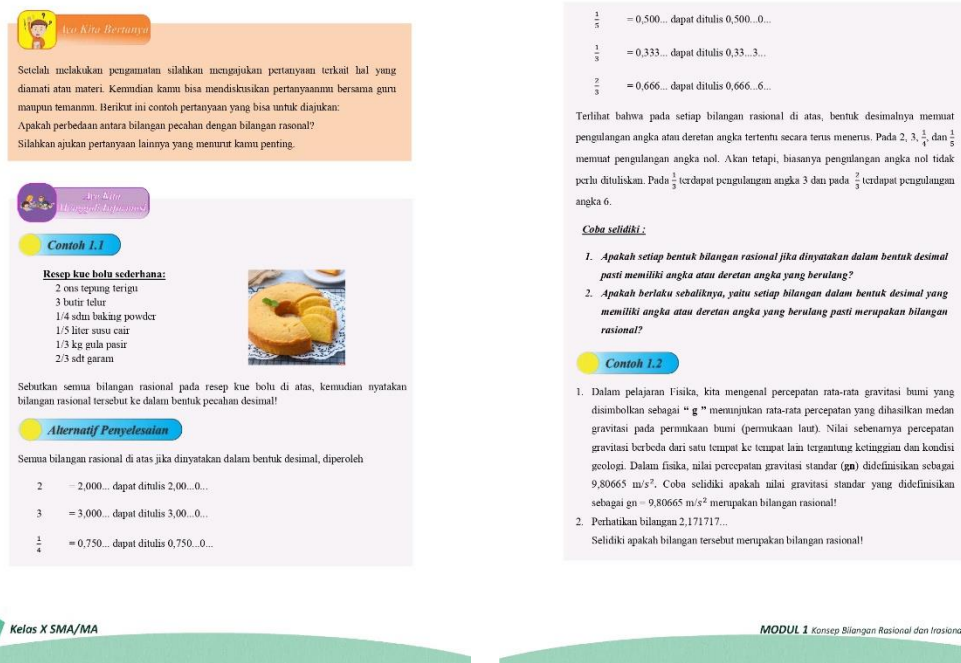 Ayo Kita Bertanya
Setelah melakukan pengamatan silahkan mengajukan pertanyaan terkait hal yang
diamati atau materi. Kemudian kamu bisa mendiskusikan pertanyaanmu bersama guru
maupun temanmu. Berikut ini contoh pertanyaan yang bisa untuk diajukan:
Apakah perbedaan antara bilangan pecahan dengan bilangan rasonal?
Silahkan ajukan pertanyaan lainnya yang menurut kamu penting.
Ayo Kita
Menggali Informasi
Contoh 1.1
Resep kue bolu sederhana:
2 ons tepung terigu
3 butir telur
1/4 sdm baking powder
1/5 liter susu cair
1/3 kg gula pasir
2/3 sdt garam
Sebutkan semua bilangan rasional pada resep kue bolu di atas, kemudian nyatakan
bilangan rasional tersebut ke dalam bentuk pecahan desimal!
Alternatif Penyelesaian
Semua bilangan rasional di atas jika dinyatakan dalam bentuk desimal, diperoleh
2 = 2,000... dapat ditulis 2,00...0...
3 = 3,000... dapat ditulis 3,00...0...
1/4 = 0,750... dapat ditulis 0,750...0...
Kelas X SMA/MA
1/5 = 0,500... dapat ditulis 0,500...0...
1/3 = 0,333... dapat ditulis 0,33...3...
2/3 = 0,666... dapat ditulis 0,666...6...
Terlihat bahwa pada setiap bilangan rasional di atas, bentuk desimalnya memuat
pengulangan angka atau deretan angka tertentu secara terus menerus. Pada 2, 3, 1/4, dan 1/5
memuat pengulangan angka nol. Akan tetapi, biasanya pengulangan angka nol tidak
perlu dituliskan. Pada 1/3 terdapat pengulangan angka 3 dan pada 2/3 terdapat pengulangan
angka 6.
Coba selidiki :
1. Apakah setiap bentuk bilangan rasional jika dinyatakan dalam bentuk desimal
pasti memiliki angka atau deretan angka yang berulang?
2. Apakah berlaku sebaliknya, yaitu setiap bilangan dalam bentuk desimal yang
memiliki angka atau deretan angka yang berulang pasti merupakan bilangan
rasional?
Contoh 1.2
1. Dalam pelajaran Fisika, kita mengenal percepatan rata-rata gravitasi bumi yang
disimbolkan sebagai “ g ” menunjukan rata-rata percepatan yang dihasilkan medan
gravitasi pada permukaan bumi (permukaan laut). Nilai sebenarnya percepatan
gravitasi berbeda dari satu tempat ke tempat lain tergantung ketinggian dan kondisi
geologi. Dalam fisika, nilai percepatan gravitasi standar (gn) didefinisikan sebagai
9,80665 m/s². Coba selidiki apakah nilai gravitasi standar yang didefinisikan
sebagai gn = 9,80665 m/s² merupakan bilangan rasional!
2. Perhatikan bilangan 2,171717...
Selidiki apakah bilangan tersebut merupakan bilangan rasional!
MODUL 1 Konsep Bilangan Rasional dan Irasiona